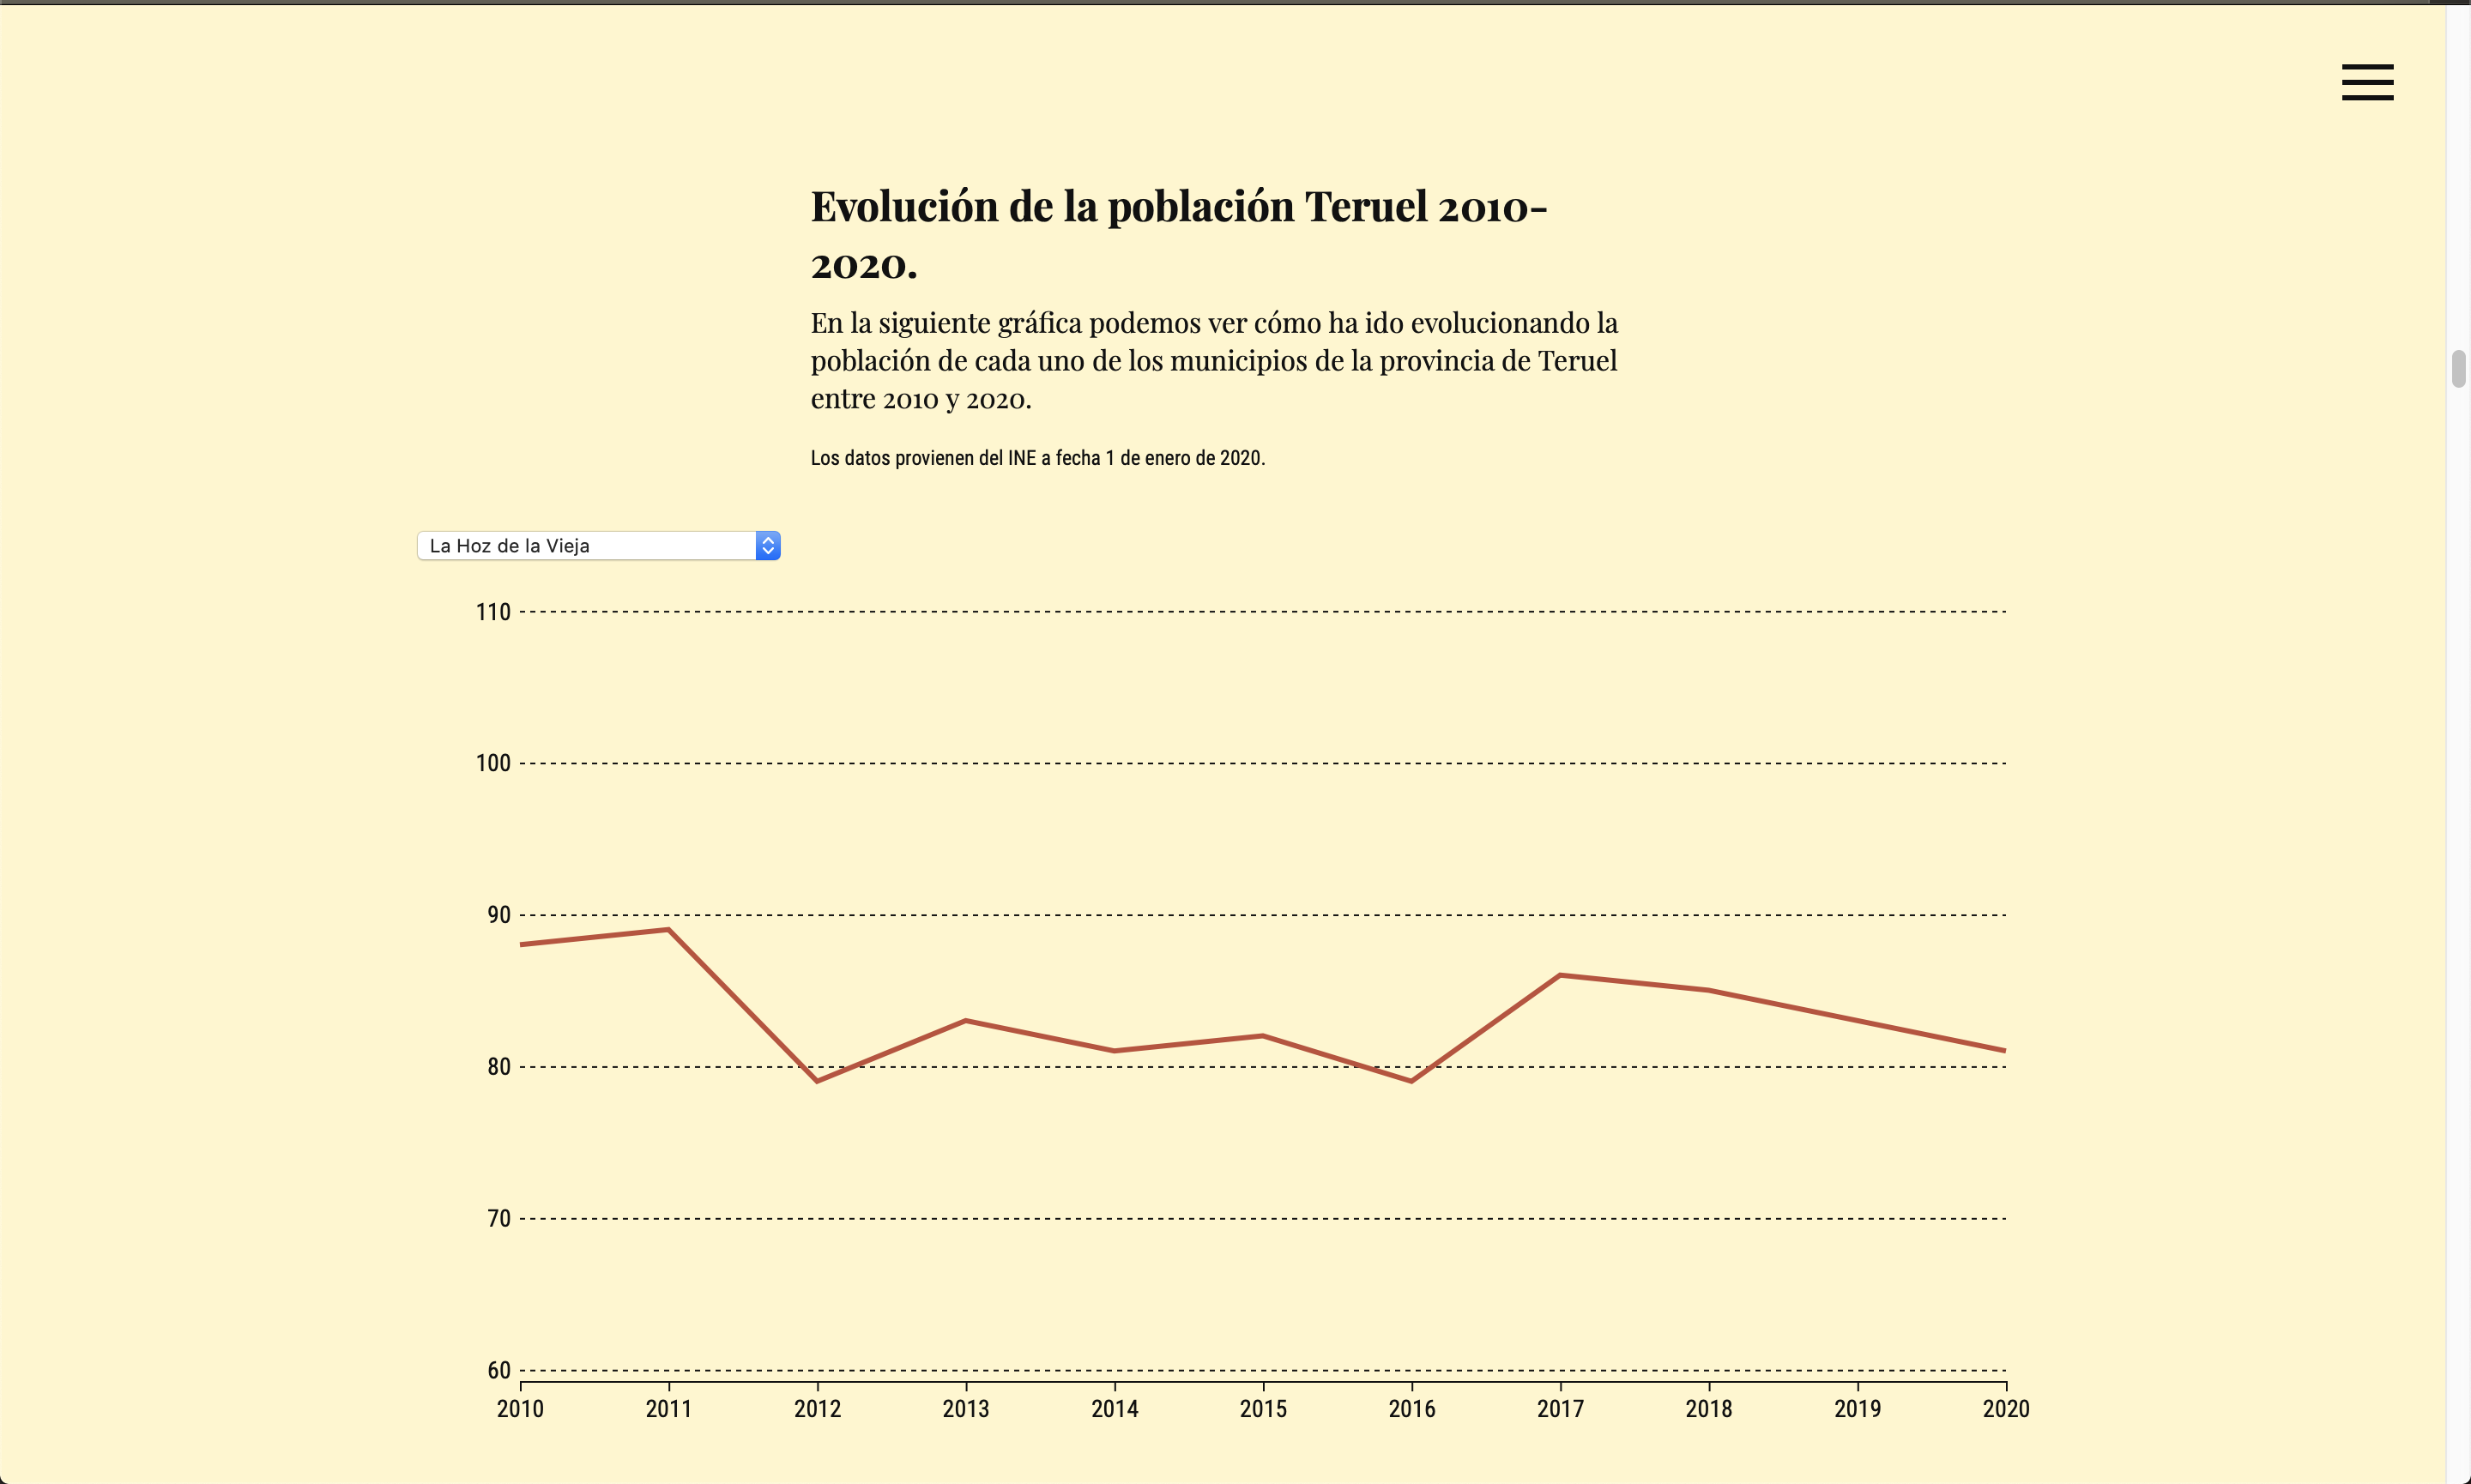 Evolución de la población Teruel 2010-
2020.
En la siguiente gráfica podemos ver cómo ha ido evolucionando la
población de cada uno de los municipios de la provincia de Teruel
entre 2010 y 2020.
Los datos provienen del INE a fecha 1 de enero de 2020.
La Hoz de la Vieja
110
100
90
80
70
60
2010 2011 2012 2013 2014 2015 2016 2017 2018 2019 2020